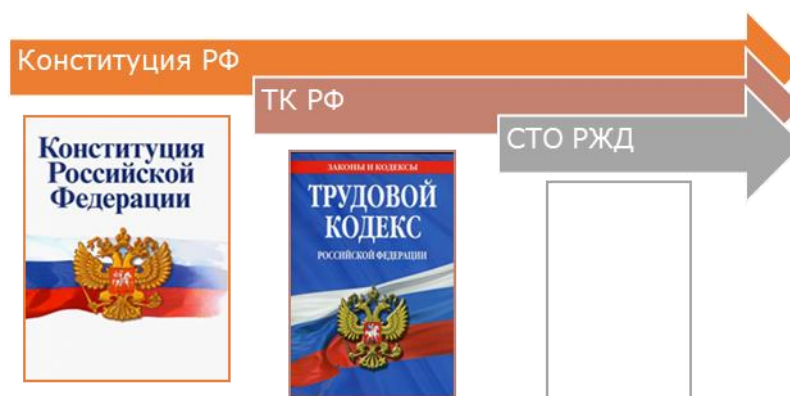 Конституция РФ
ТК РФ
СТО РЖД
Конституция
Российской
Федерации
ЗАКОНЫ И КОДЕКСЫ
ТРУДОВОЙ
КОДЕКС
РОССИЙСКОЙ ФЕДЕРАЦИИ